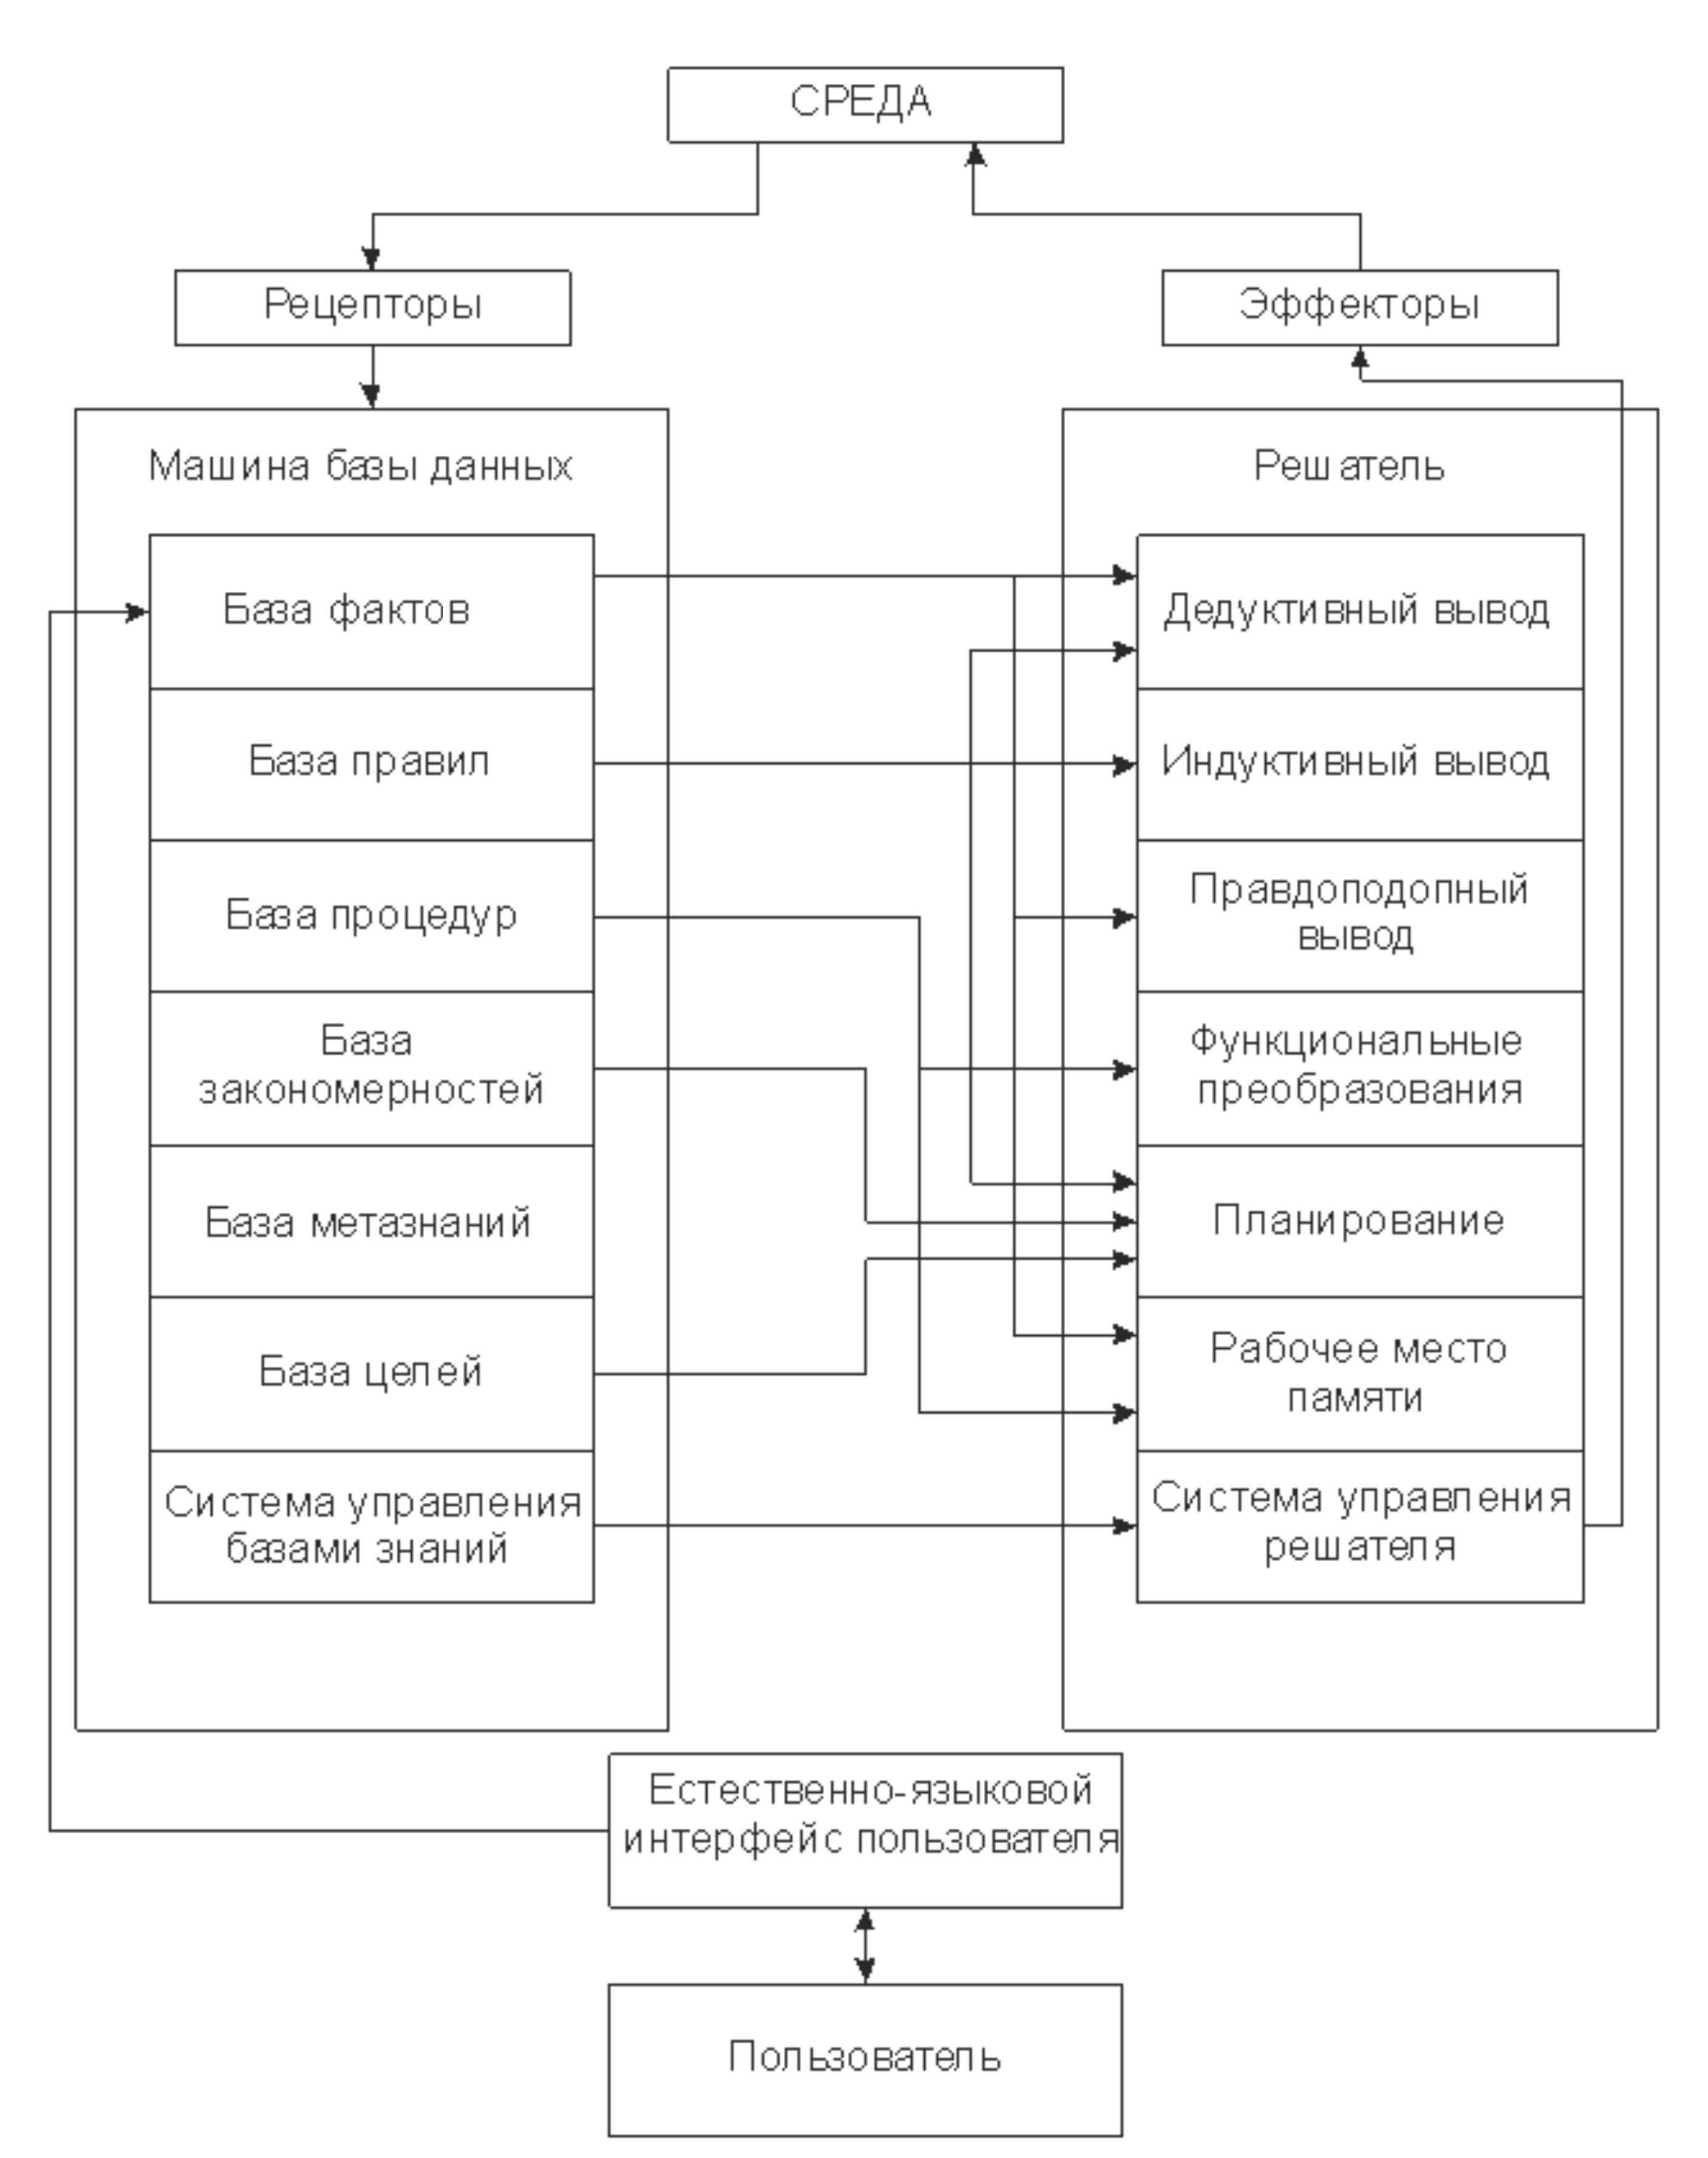 СРЕДА
Рецепторы
Эффекторы
Машина базы данных
База фактов
База правил
База процедур
База
закономерностей
База метазнаний
База целей
Система управления
базами знаний
Решатель
Дедуктивный вывод
Индуктивный вывод
Правдоподопный
вывод
Функциональные
преобразования
Планирование
Рабочее место
памяти
Система управления
решателя
Естественно-языковой
интерфейс пользователя
Пользователь